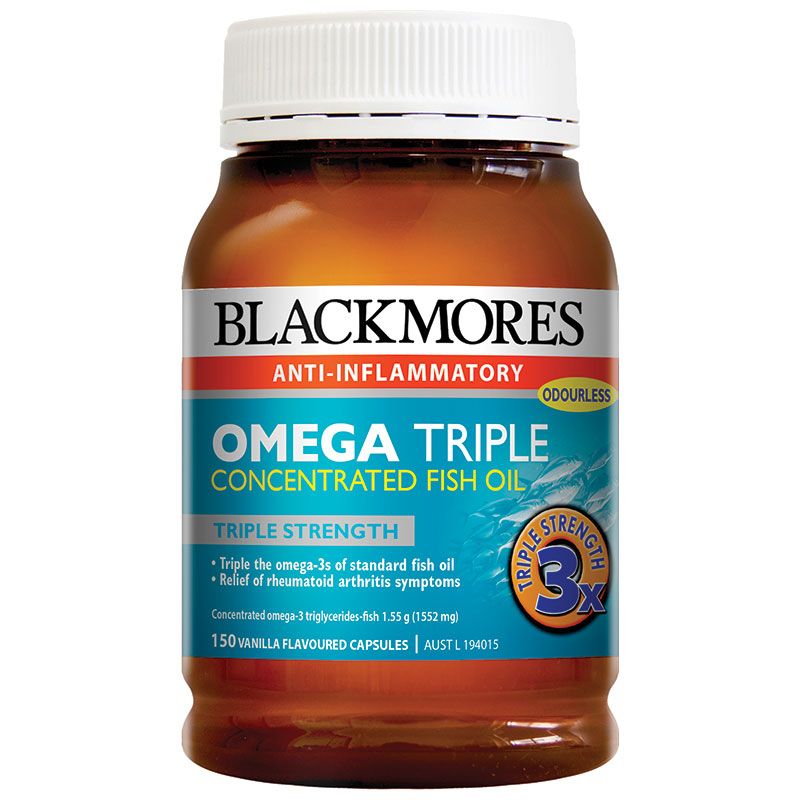 BLACKMORES
ANTI-INFLAMMATORY
ODOURLESS
OMEGA TRIPLE
CONCENTRATED FISH OIL
TRIPLE STRENGTH
• Triple the omega-3s of standard fish oil
• Relief of rheumatoid arthritis symptoms
TRIPLE STRENGTH
3x
Concentrated omega-3 triglycerides-fish 1.55 g (1552 mg)
150 VANILLA FLAVOURED CAPSULES | AUST L 194015